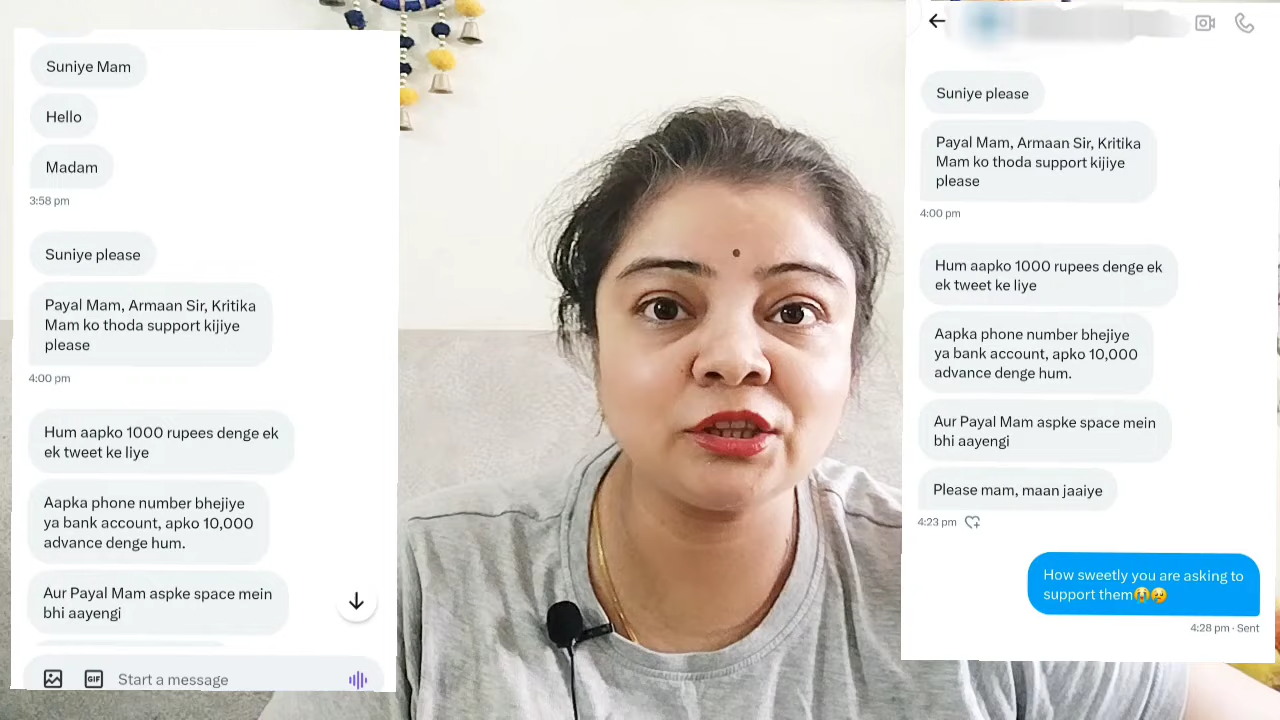 Suniye Mam
Hello
Madam
3:58 pm
Suniye please
Payal Mam, Armaan Sir, Kritika
Mam ko thoda support kijiye
please
4:00 pm
Hum aapko 1000 rupees denge ek
ek tweet ke liye
Aapka phone number bhejiye
ya bank account, apko 10,000
advance denge hum.
Aur Payal Mam aspke space mein
bhi aayengi
GIF Start a message
Suniye please
Payal Mam, Armaan Sir, Kritika
Mam ko thoda support kijiye
please
4:00 pm
Hum aapko 1000 rupees denge ek
ek tweet ke liye
Aapka phone number bhejiye
ya bank account, apko 10,000
advance denge hum.
Aur Payal Mam aspke space mein
bhi aayengi
Please mam, maan jaaiye
4:23 pm
How sweetly you are asking to
support them😭🥺
4:28 pm · Sent